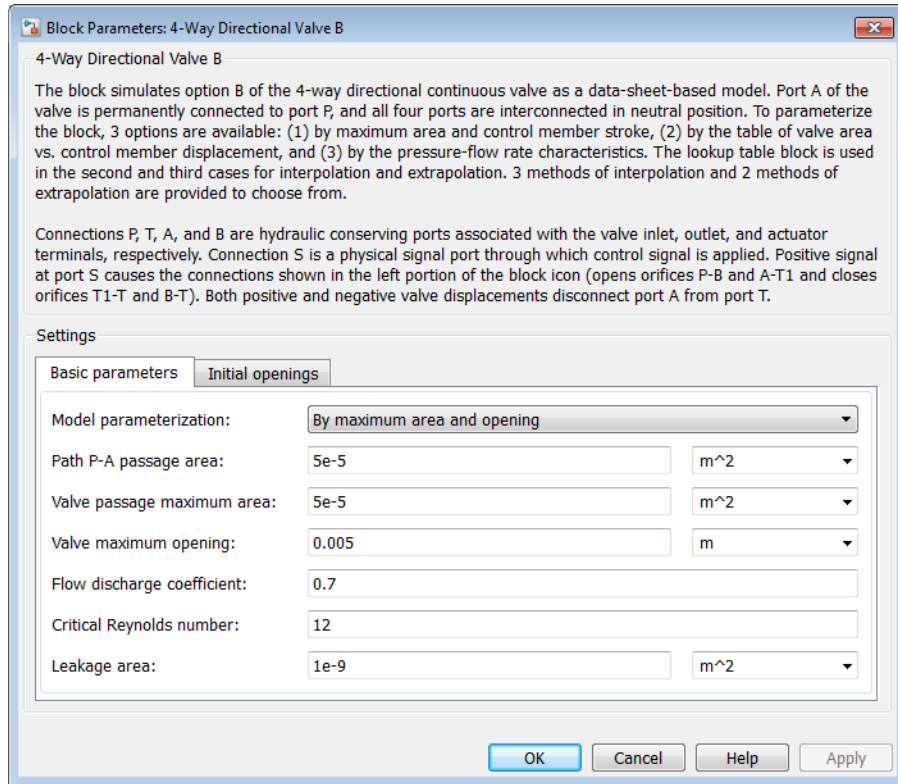 Block Parameters: 4-Way Directional Valve B
4-Way Directional Valve B
The block simulates option B of the 4-way directional continuous valve as a data-sheet-based model. Port A of the
valve is permanently connected to port P, and all four ports are interconnected in neutral position. To parameterize
the block, 3 options are available: (1) by maximum area and control member stroke, (2) by the table of valve area
vs. control member displacement, and (3) by the pressure-flow rate characteristics. The lookup table block is used
in the second and third cases for interpolation and extrapolation. 3 methods of interpolation and 2 methods of
extrapolation are provided to choose from.
Connections P, T, A, and B are hydraulic conserving ports associated with the valve inlet, outlet, and actuator
terminals, respectively. Connection S is a physical signal port through which control signal is applied. Positive signal
at port S causes the connections shown in the left portion of the block icon (opens orifices P-B and A-T1 and closes
orifices T1-T and B-T). Both positive and negative valve displacements disconnect port A from port T.
Settings
Basic parameters Initial openings
Model parameterization: By maximum area and opening
Path P-A passage area: 5e-5 m^2
Valve passage maximum area: 5e-5 m^2
Valve maximum opening: 0.005 m
Flow discharge coefficient: 0.7
Critical Reynolds number: 12
Leakage area: 1e-9 m^2
OK Cancel Help Apply